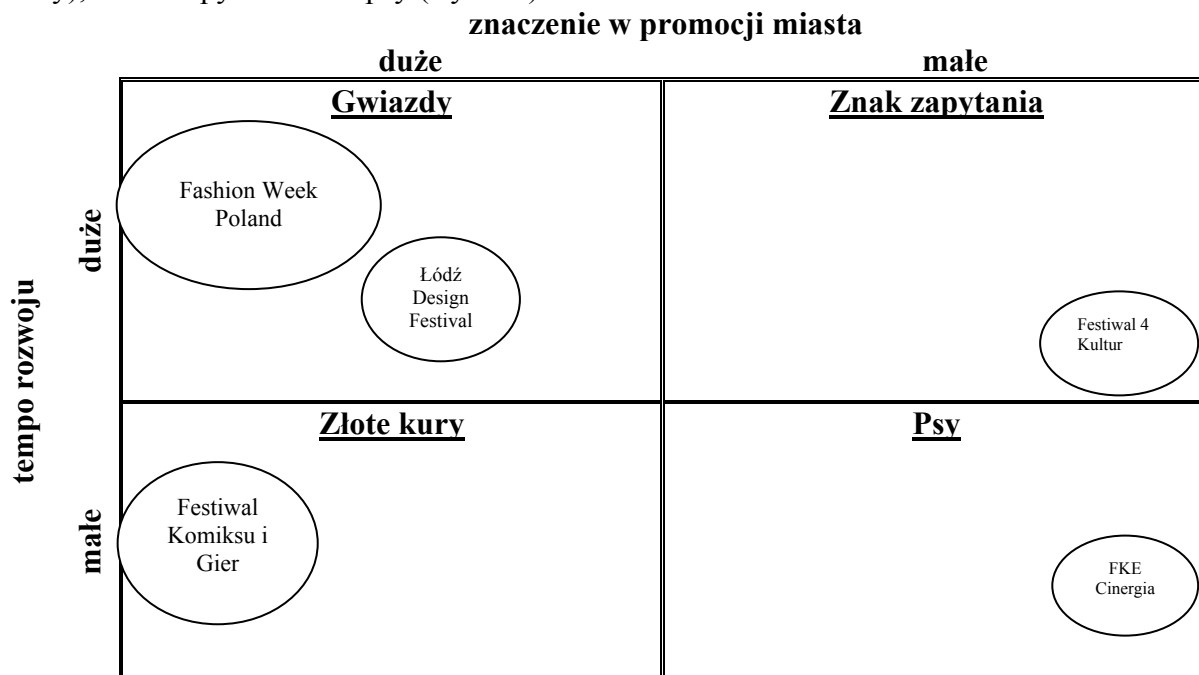 znaczenie w promocji miasta
duże małe
Gwiazdy Znak zapytania
Fashion Week
Poland
Łódź
Design
Festival
Festiwal 4
Kultur
tempo rozwoju
duże
Złote kury Psy
Festiwal
Komiksu i
Gier
FKE
Cinergia
małe